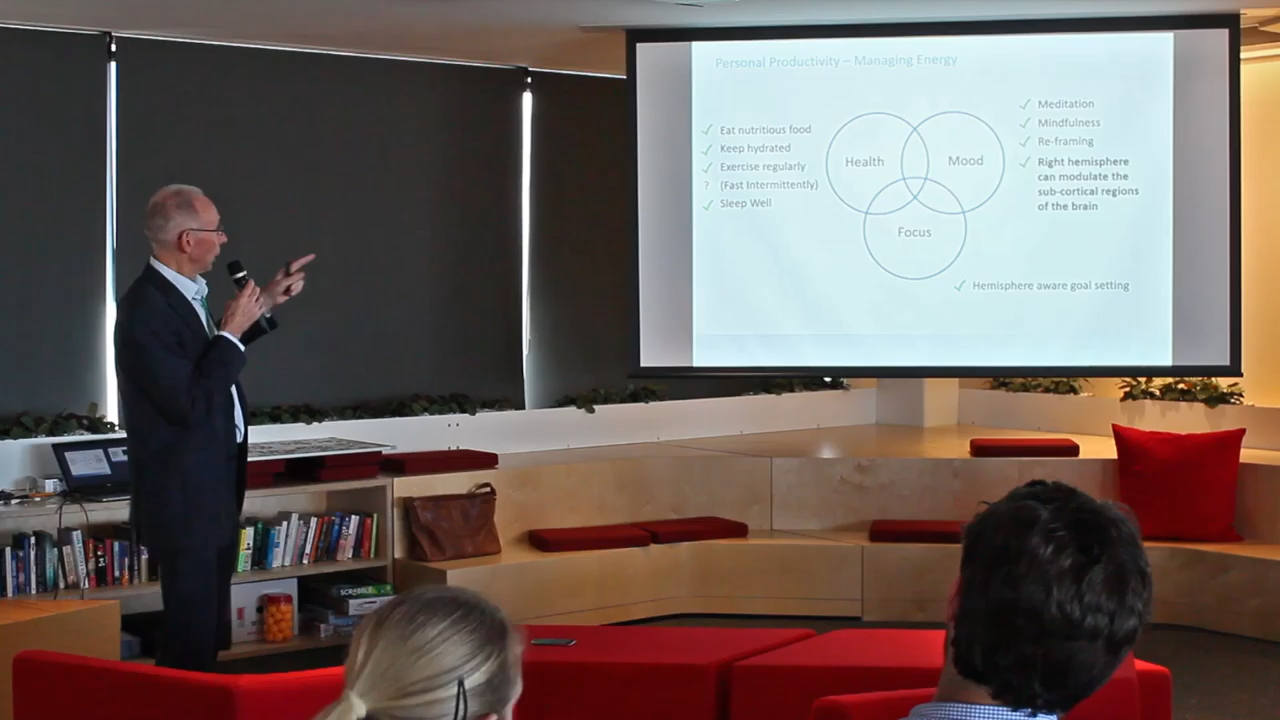 Personal Productivity – Managing Energy
✓ Eat nutritious food
✓ Keep hydrated
✓ Exercise regularly
? (Fast Intermittently)
✓ Sleep Well
Health
Mood
Focus
✓ Meditation
✓ Mindfulness
✓ Re-framing
✓ Right hemisphere
can modulate the
sub-cortical regions
of the brain
✓ Hemisphere aware goal setting
SCRABBLE